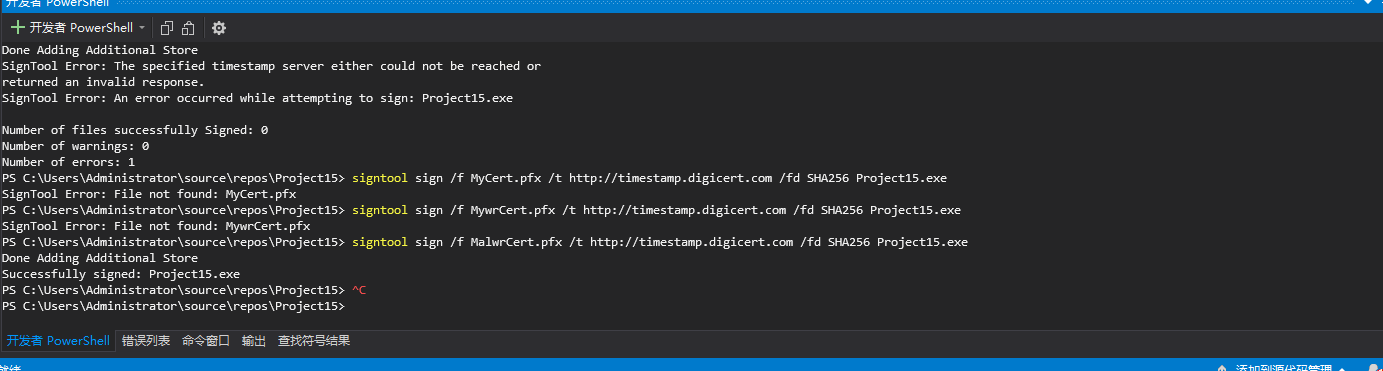 开发者 PowerShell
开发者 PowerShell
Done Adding Additional Store
SignTool Error: The specified timestamp server either could not be reached or
returned an invalid response.
SignTool Error: An error occurred while attempting to sign: Project15.exe
Number of files successfully Signed: 0
Number of warnings: 0
Number of errors: 1
PS C:\Users\Administrator\source\repos\Project15> signtool sign /f MyCert.pfx /t http://timestamp.digicert.com /fd SHA256 Project15.exe
SignTool Error: File not found: MyCert.pfx
PS C:\Users\Administrator\source\repos\Project15> signtool sign /f MywrCert.pfx /t http://timestamp.digicert.com /fd SHA256 Project15.exe
SignTool Error: File not found: MywrCert.pfx
PS C:\Users\Administrator\source\repos\Project15> signtool sign /f MalwrCert.pfx /t http://timestamp.digicert.com /fd SHA256 Project15.exe
Done Adding Additional Store
Successfully signed: Project15.exe
PS C:\Users\Administrator\source\repos\Project15> ^C
PS C:\Users\Administrator\source\repos\Project15>
开发者 PowerShell 错误列表 命令窗口 输出 查找符号结果
就绪 添加到源代码管理